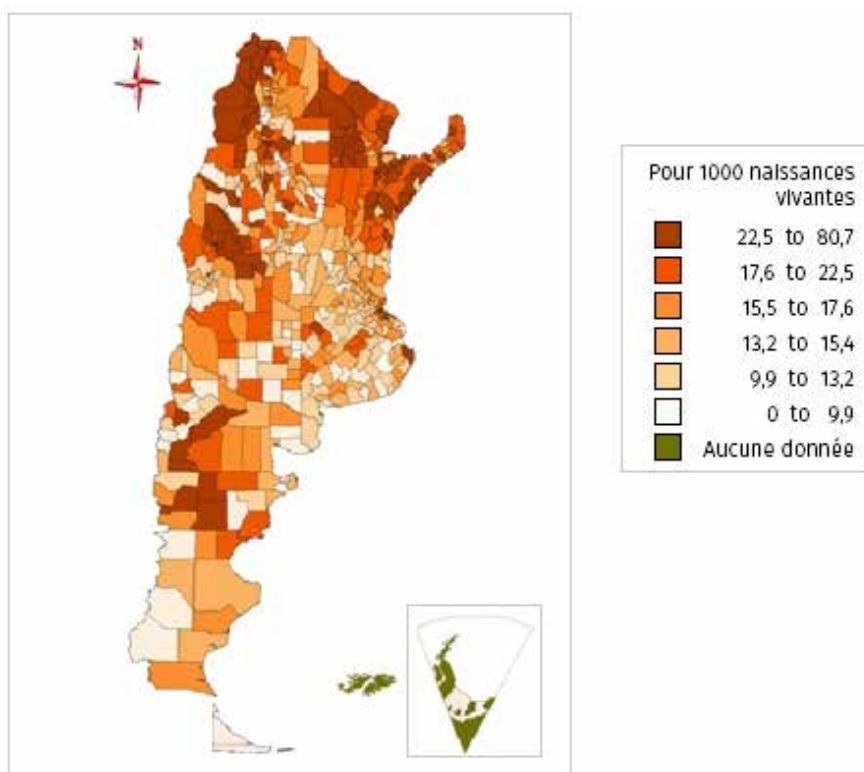 N
Pour 1000 naissances
vivantes
22,5 to 80,7
17,6 to 22,5
15,5 to 17,6
13,2 to 15,4
9,9 to 13,2
0 to 9,9
Aucune donnée